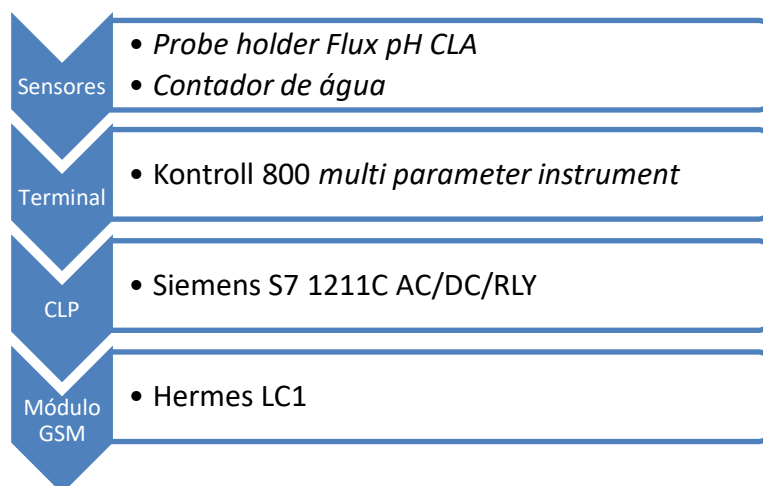 Sensores
• Probe holder Flux pH CLA
• Contador de água
Terminal
• Kontroll 800 multi parameter instrument
CLP
• Siemens S7 1211C AC/DC/RLY
Módulo
GSM
• Hermes LC1